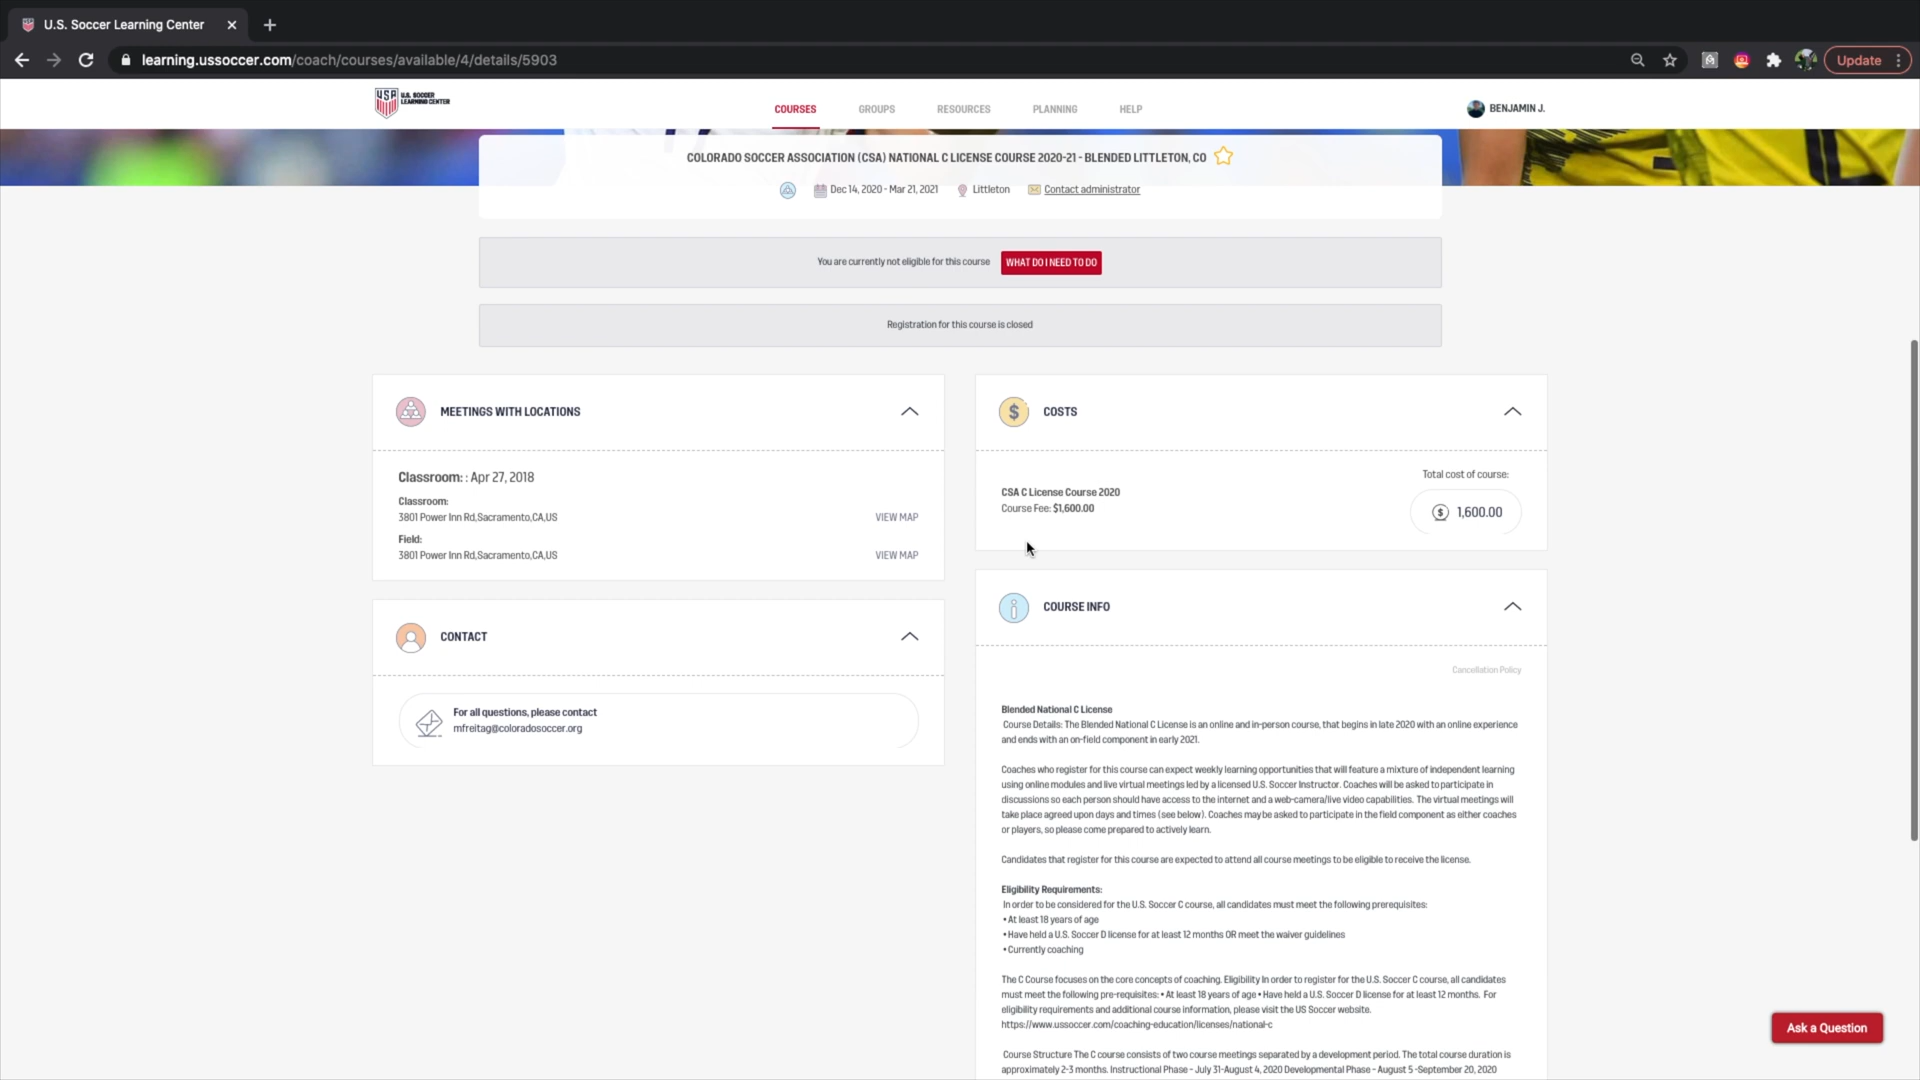 U.S. Soccer Learning Center
learning.ussoccer.com/coach/courses/available/4/details/5903
Update
U.S. SOCCER
LEARNING CENTER
COURSES
GROUPS
RESOURCES
PLANNING
HELP
BENJAMIN J.
COLORADO SOCCER ASSOCIATION (CSA) NATIONAL C LICENSE COURSE 2020-21 - BLENDED LITTLETON, CO
Dec 14, 2020 - Mar 21, 2021
Littleton
Contact administrator
You are currently not eligible for this course
WHAT DO I NEED TO DO
Registration for this course is closed
MEETINGS WITH LOCATIONS
Classroom: : Apr 27, 2018
Classroom:
3801 Power Inn Rd,Sacramento,CA,US
VIEW MAP
Field:
3801 Power Inn Rd,Sacramento,CA,US
VIEW MAP
CONTACT
For all questions, please contact
mfreitag@coloradosoccer.org
COSTS
Total cost of course:
CSA C License Course 2020
Course Fee: $1,600.00
$ 1,600.00
COURSE INFO
Cancellation Policy
Blended National C License
Course Details: The Blended National C License is an online and in-person course, that begins in late 2020 with an online experience
and ends with an on-field component in early 2021.
Coaches who register for this course can expect weekly learning opportunities that will feature a mixture of independent learning
using online modules and live virtual meetings led by a licensed U.S. Soccer Instructor. Coaches will be asked to participate in
discussions so each person should have access to the internet and a web-camera/live video capabilities. The virtual meetings will
take place agreed upon days and times (see below). Coaches may be asked to participate in the field component as either coaches
or players, so please come prepared to actively learn.
Candidates that register for this course are expected to attend all course meetings to be eligible to receive the license.
Eligibility Requirements:
In order to be considered for the U.S. Soccer C course, all candidates must meet the following prerequisites:
• At least 18 years of age
• Have held a U.S. Soccer D license for at least 12 months OR meet the waiver guidelines
• Currently coaching
The C Course focuses on the core concepts of coaching. Eligibility In order to register for the U.S. Soccer C course, all candidates
must meet the following pre-requisites: • At least 18 years of age • Have held a U.S. Soccer D license for at least 12 months. For
eligibility requirements and additional course information, please visit the US Soccer website.
https://www.ussoccer.com/coaching-education/licenses/national-c
Course Structure The C course consists of two course meetings separated by a development period. The total course duration is
approximately 2-3 months. Instructional Phase - July 31-August 4, 2020 Developmental Phase - August 5 -September 20, 2020
Ask a Question